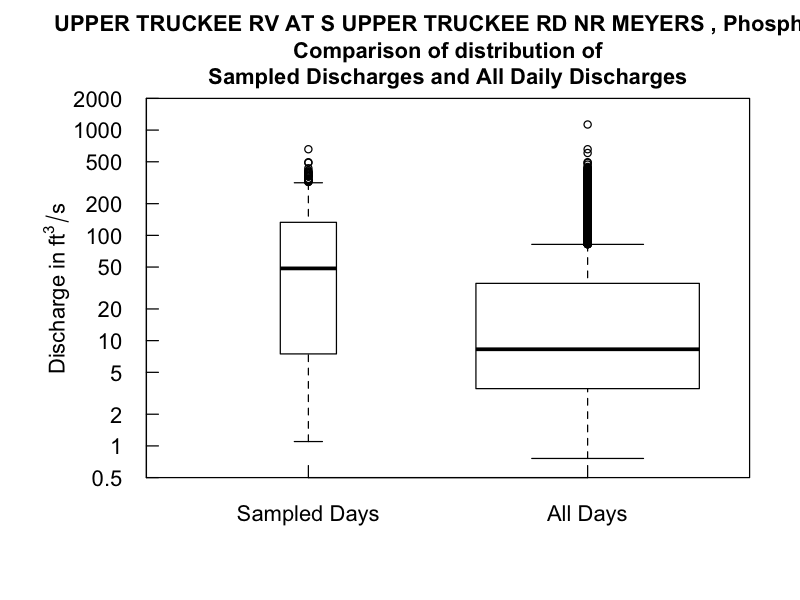 UPPER TRUCKEE RV AT S UPPER TRUCKEE RD NR MEYERS , Phosph
Comparison of distribution of
Sampled Discharges and All Daily Discharges
Discharge in ft³/s
2000
1000
500
200
100
50
20
10
5
2
1
0.5
Sampled Days
All Days